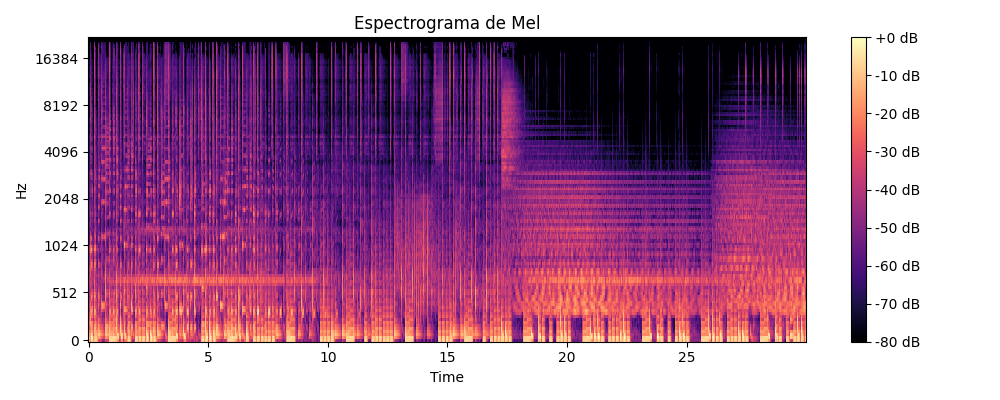 Espectrograma de Mel
Hz
16384
8192
4096
2048
1024
512
0
0 5 10 15 20 25
Time
+0 dB
-10 dB
-20 dB
-30 dB
-40 dB
-50 dB
-60 dB
-70 dB
-80 dB